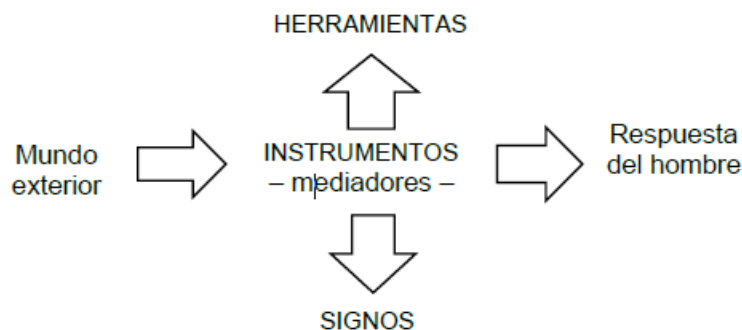 HERRAMIENTAS
Mundo
exterior
INSTRUMENTOS
– mediadores –
Respuesta
del hombre
SIGNOS